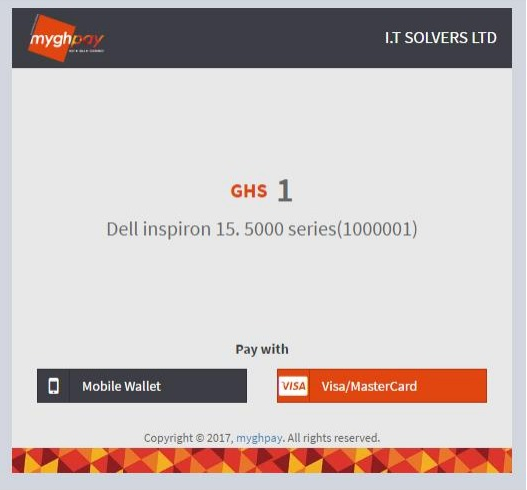 myghpay
I.T SOLVERS LTD
GHS 1
Dell inspiron 15. 5000 series(1000001)
Pay with
Mobile Wallet
VISA Visa/MasterCard
Copyright © 2017, myghpay. All rights reserved.